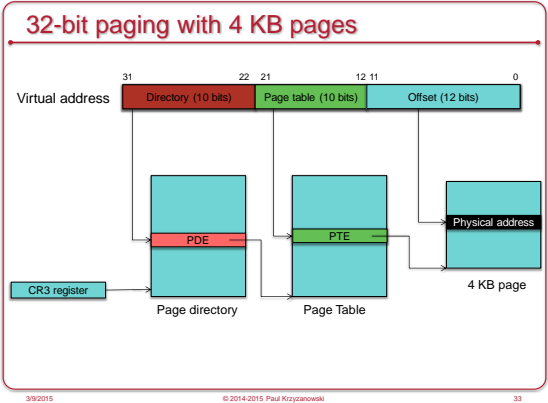 32-bit paging with 4 KB pages
31 22 21 12 11 0
Virtual address Directory (10 bits) Page table (10 bits) Offset (12 bits)
Physical address
PDE PTE
4 KB page
CR3 register
Page directory Page Table
3/9/2015 © 2014-2015 Paul Krzyzanowski 33